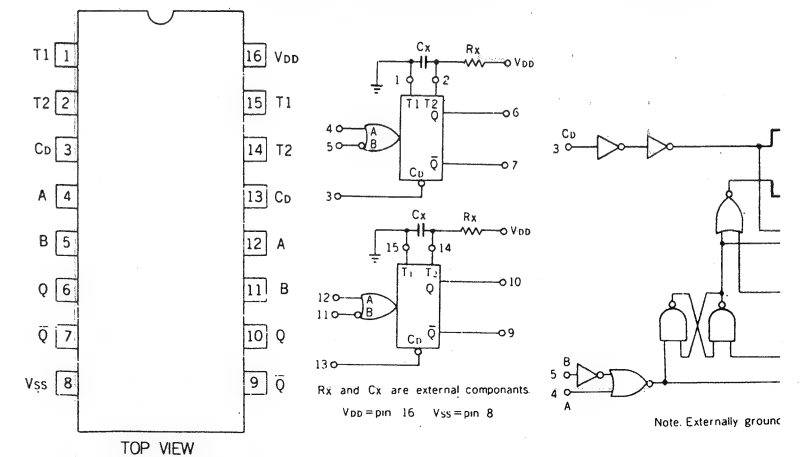 T1 1
T2 2
CD 3
A 4
B 5
Q 6
Q̅ 7
VSS 8
16 VDD
15 T1
14 T2
13 CD
12 A
11 B
10 Q
9 Q̅
TOP VIEW
Cx Rx
VDD
1 2
T1 T2
Q 6
4 A
5 B
Q̅ 7
CD
3
Cx Rx
VDD
15 14
T1 T2
Q 10
12 A
11 B
Q̅ 9
CD
13
Rx and Cx are external componants.
VDD=pin 16 VSS=pin 8
CD
3
B
5
4
A
Note. Externally grounc